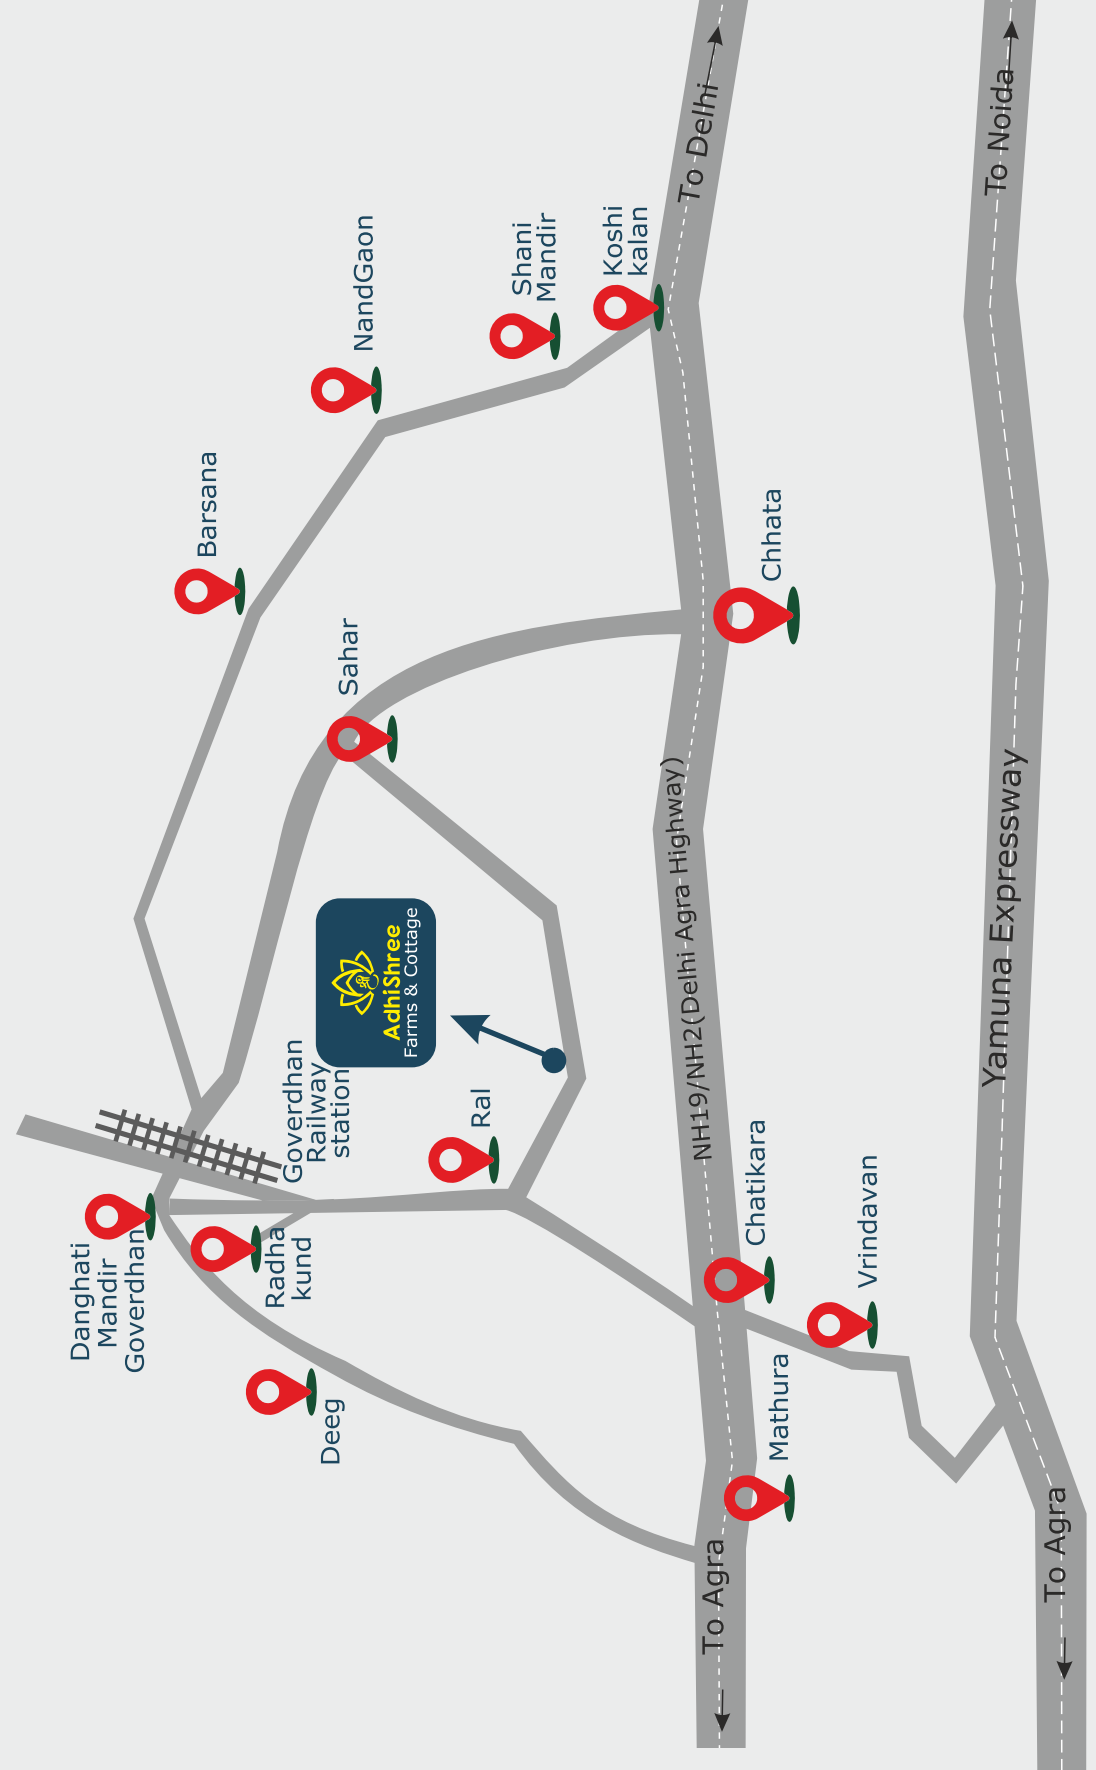 Danghati
Mandir
Goverdhan
Radha
kund
Deeg
Goverdhan
Railway
station
Barsana
NandGaon
Sahar
श्री
AdhiShree
Farms & Cottage
Ral
Shani
Mandir
Koshi
kalan
To Agra
NH19/NH2(Delhi Agra Highway)
To Delhi
Mathura
Chatikara
Chhata
Vrindavan
To Agra
Yamuna Expressway
To Noida